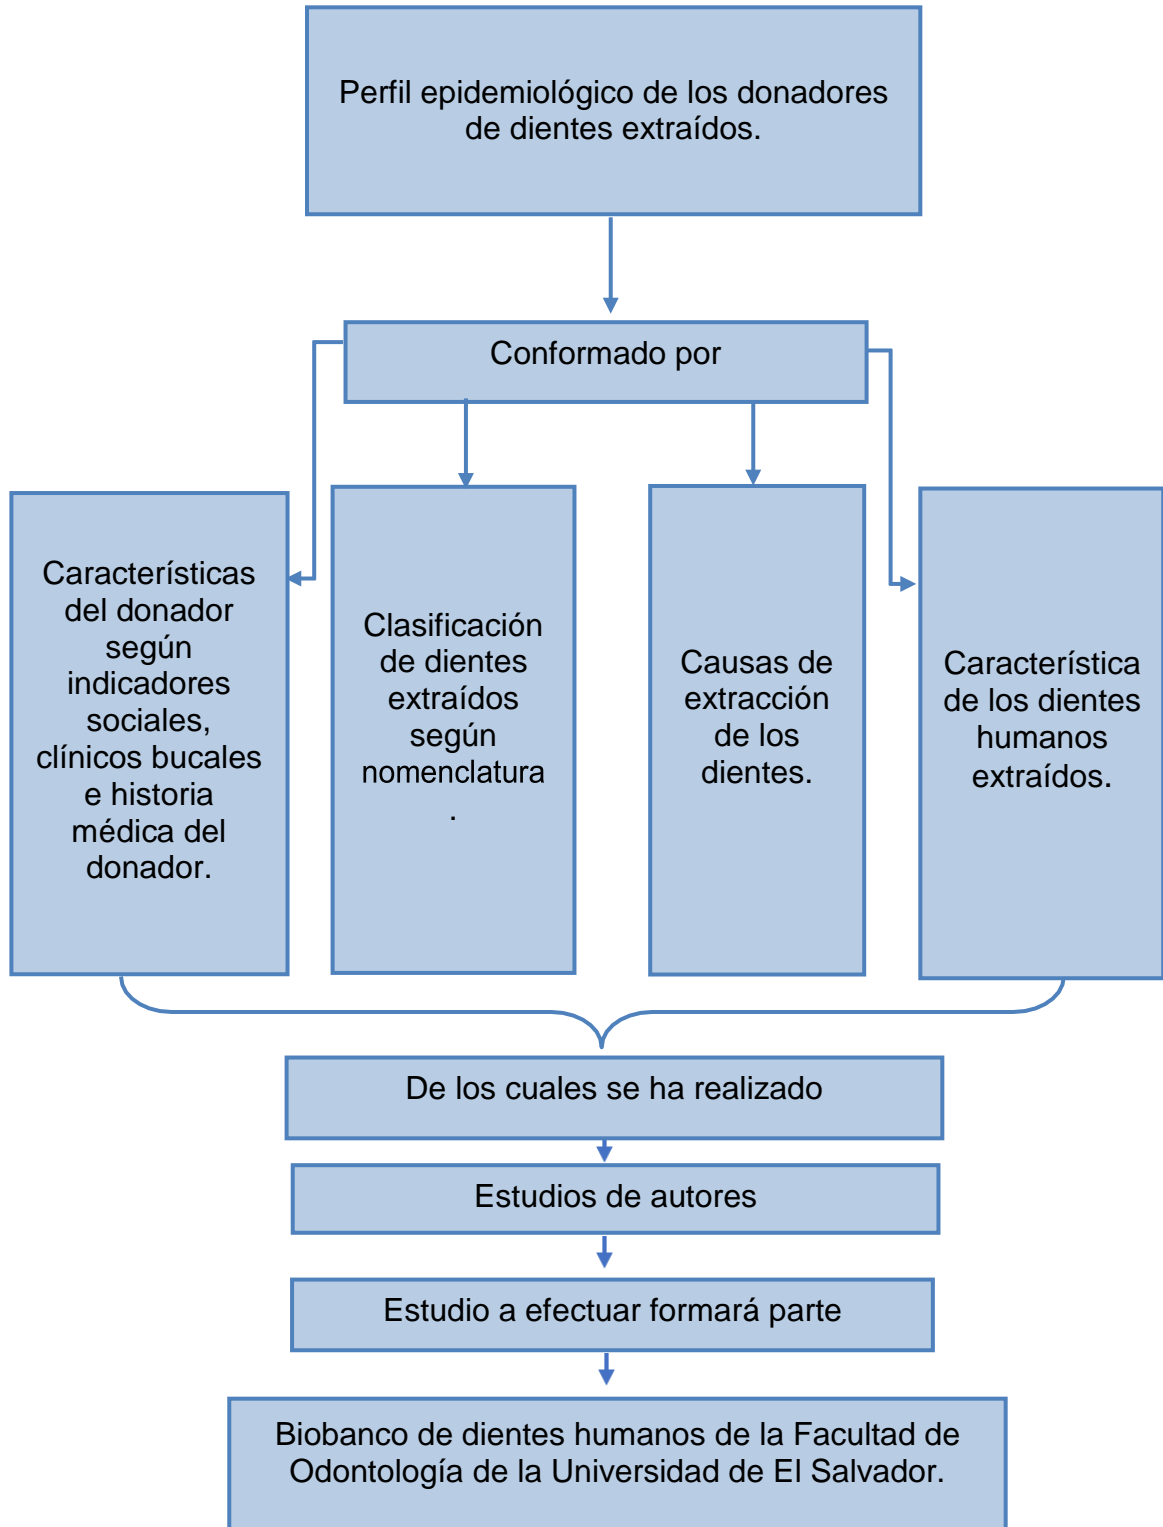 Perfil epidemiológico de los donadores
de dientes extraídos.
Conformado por
Características
del donador
según
indicadores
sociales,
clínicos bucales
e historia
médica del
donador.
Clasificación
de dientes
extraídos
según
nomenclatura
.
Causas de
extracción
de los
dientes.
Característica
de los dientes
humanos
extraídos.
De los cuales se ha realizado
Estudios de autores
Estudio a efectuar formará parte
Biobanco de dientes humanos de la Facultad de
Odontología de la Universidad de El Salvador.